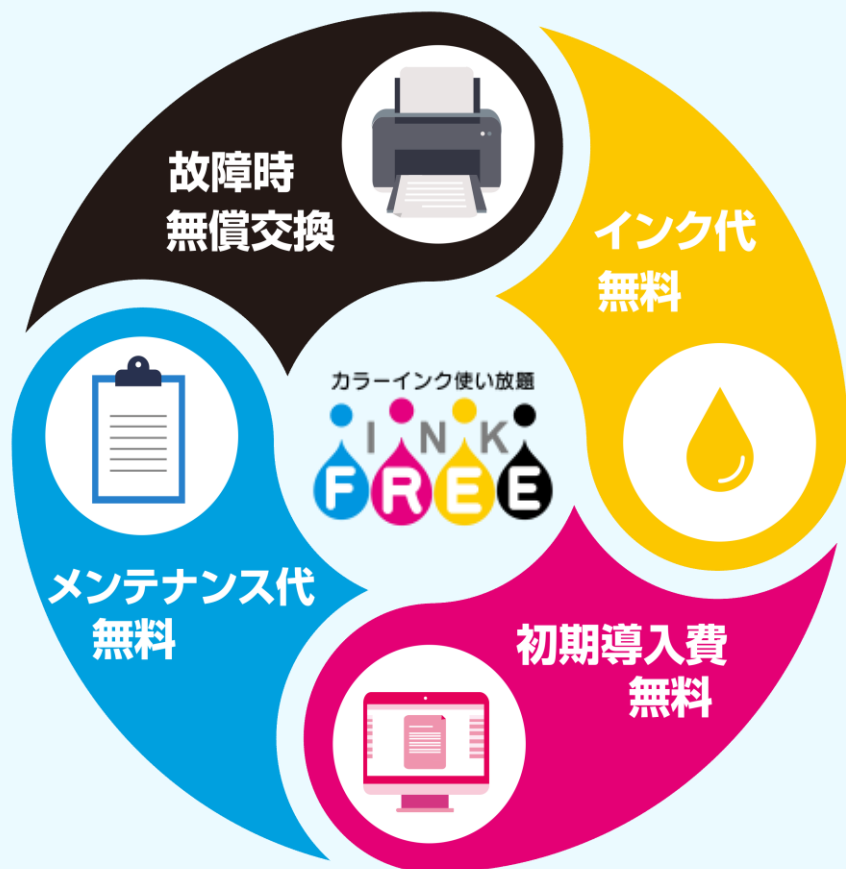 故障時
無償交換
インク代
無料
カラーインク使い放題
INK
FREE
メンテナンス代
無料
初期導入費
無料